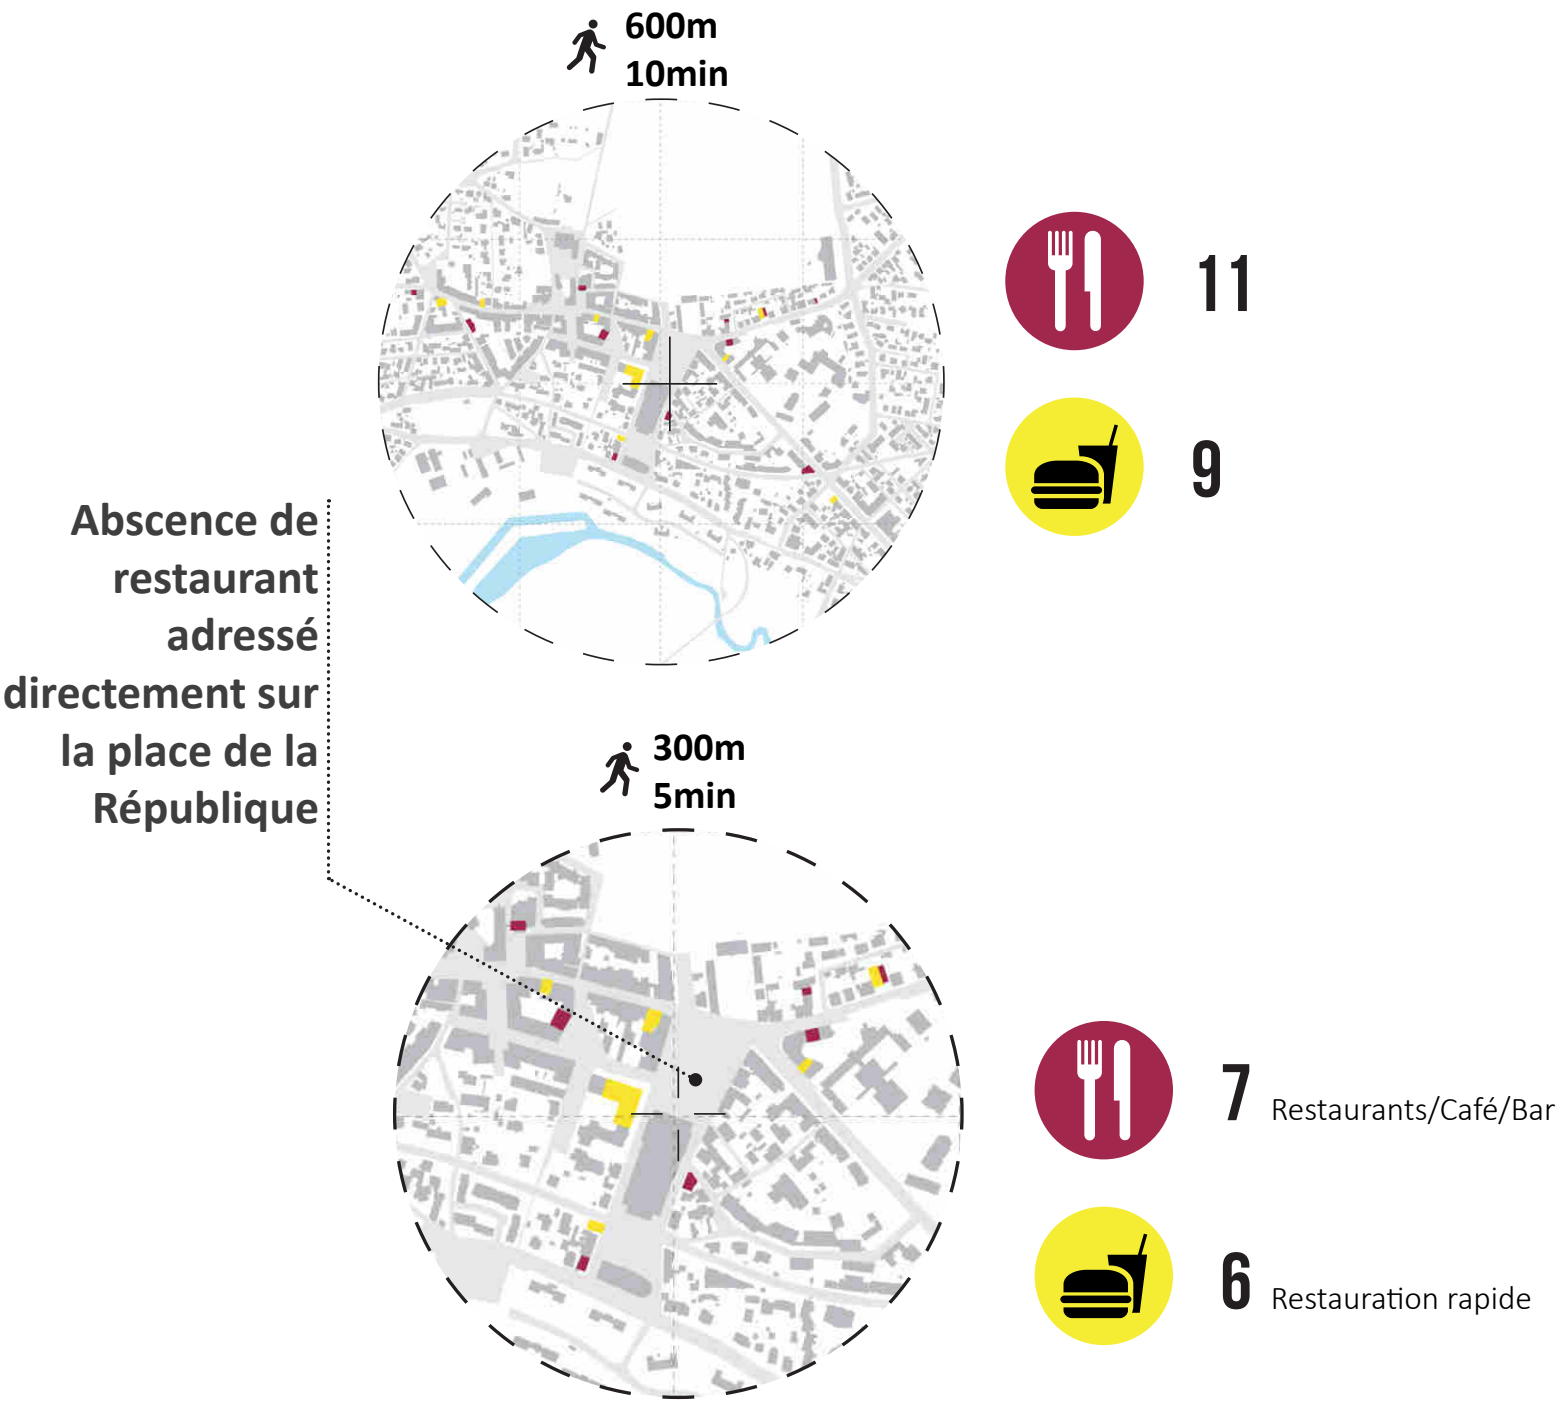 600m
10min
11
9
Abscence de
restaurant
adressé
directement sur
la place de la
République
300m
5min
7 Restaurants/Café/Bar
6 Restauration rapide